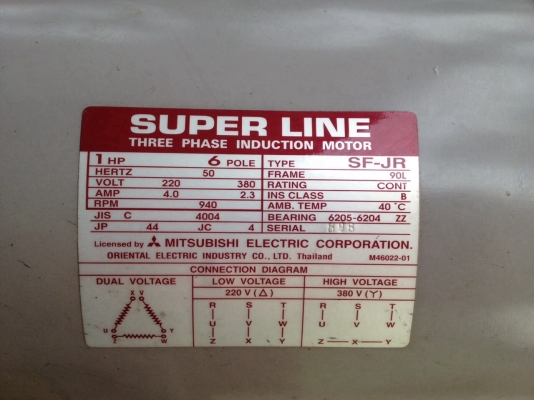 SUPER LINE
THREE PHASE INDUCTION MOTOR
1 HP 6 POLE TYPE SF-JR
HERTZ 50 FRAME 90L
VOLT 220 380 RATING CONT
AMP 4.0 2.3 INS CLASS B
RPM 940 AMB. TEMP 40 °C
JIS C 4004 BEARING 6205-6204 ZZ
JP 44 JC 4 SERIAL
Licensed by MITSUBISHI ELECTRIC CORPORATION.
ORIENTAL ELECTRIC INDUSTRY CO., LTD. Thailand M46022-01
CONNECTION DIAGRAM
DUAL VOLTAGE LOW VOLTAGE HIGH VOLTAGE
220 V (△) 380 V (Y)
X V R S T R S T
U Y U V W U V W
Z W Z X Y Z X Y